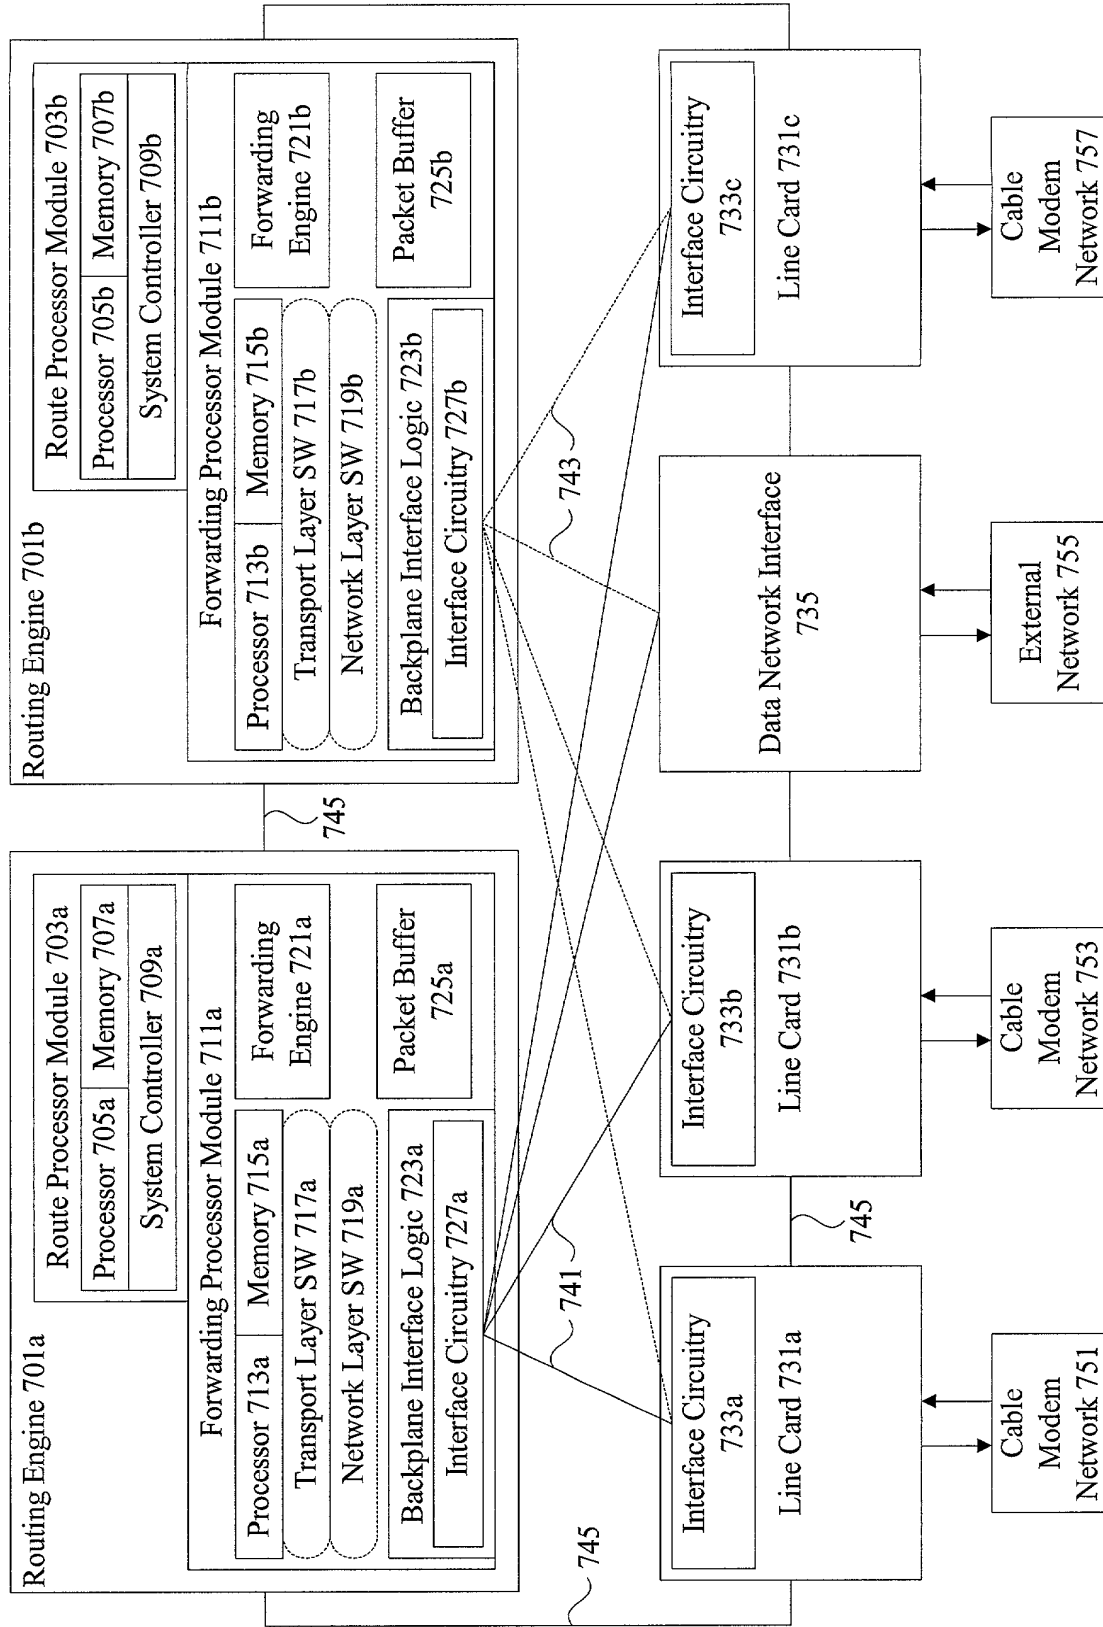 Routing Engine 701a
Route Processor Module 703a
Processor 705a
Memory 707a
System Controller 709a
Forwarding Processor Module 711a
Processor 713a
Memory 715a
Transport Layer SW 717a
Network Layer SW 719a
Forwarding
Engine 721a
Backplane Interface Logic 723a
Interface Circuitry 727a
Packet Buffer
725a
745
Routing Engine 701b
Route Processor Module 703b
Processor 705b
Memory 707b
System Controller 709b
Forwarding Processor Module 711b
Processor 713b
Memory 715b
Transport Layer SW 717b
Network Layer SW 719b
Forwarding
Engine 721b
Backplane Interface Logic 723b
Interface Circuitry 727b
Packet Buffer
725b
745
741
743
Interface Circuitry
733a
Line Card 731a
745
Interface Circuitry
733b
Line Card 731b
Data Network Interface
735
Interface Circuitry
733c
Line Card 731c
Cable
Modem
Network 751
Cable
Modem
Network 753
External
Network 755
Cable
Modem
Network 757